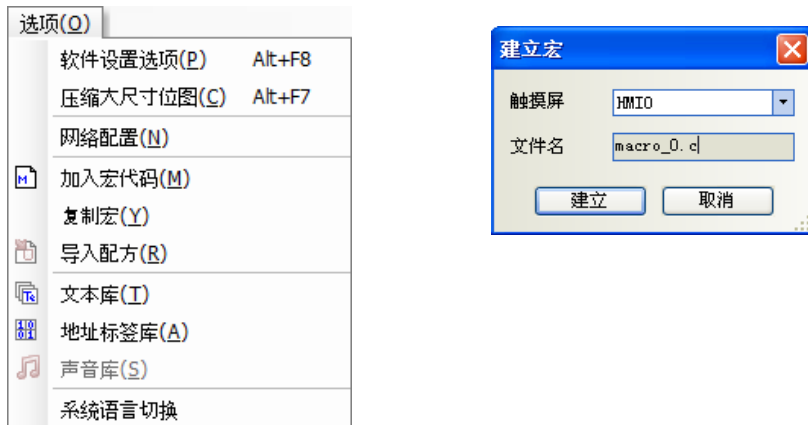 选项(O)
软件设置选项(P) Alt+F8
压缩大尺寸位图(C) Alt+F7
网络配置(N)
加入宏代码(M)
复制宏(Y)
导入配方(R)
文本库(T)
地址标签库(A)
声音库(S)
系统语言切换
建立宏
触摸屏 HMI0
文件名 macro_0.c
建立 取消